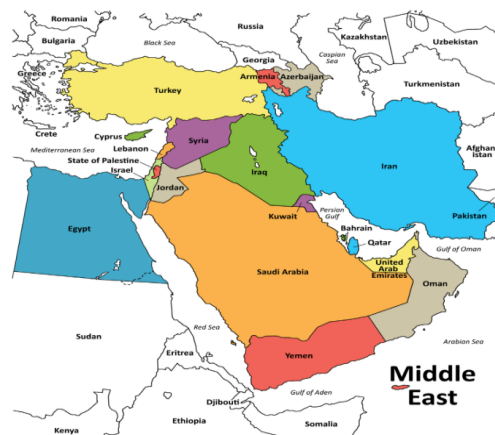 Romania
Russia
Kazakhstan
Bulgaria
Black Sea
Uzbekistan
Georgia
Caspian
Sea
Greece
Armenia
Azerbaijan
Turkey
Turkmenistan
Crete
Cyprus
Syria
Mediterranean Sea
Lebanon
Afghan
istan
State of Palestine
Israel
Iraq
Iran
Jordan
Kuwait
Persian
Gulf
Pakistan
Bahrain
Egypt
Qatar
Gulf of Oman
Saudi Arabia
United
Arab
Emirates
Oman
Red Sea
Sudan
Arabian Sea
Eritrea
Yemen
Middle
East
Gulf of Aden
Djibouti
Ethiopia
Somalia
Kenya